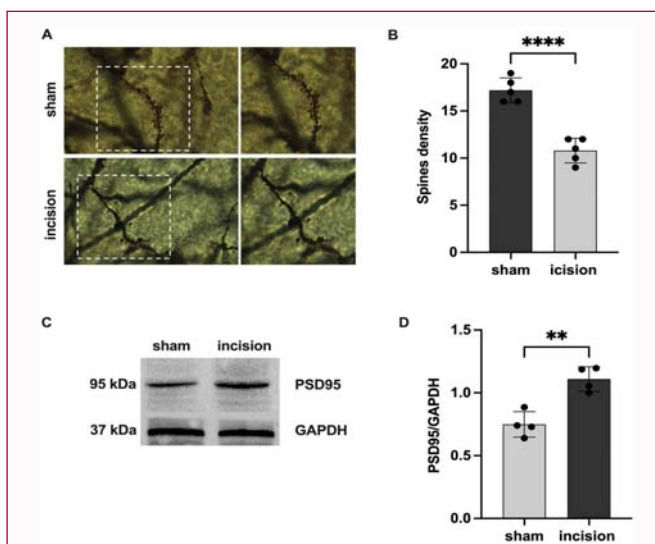 A
sham
incision
B
****
Spines density
20
15
10
5
0
sham icision
C
sham incision
95 kDa PSD95
37 kDa GAPDH
D
**
PSD95/GAPDH
1.5
1.0
0.5
0.0
sham incision